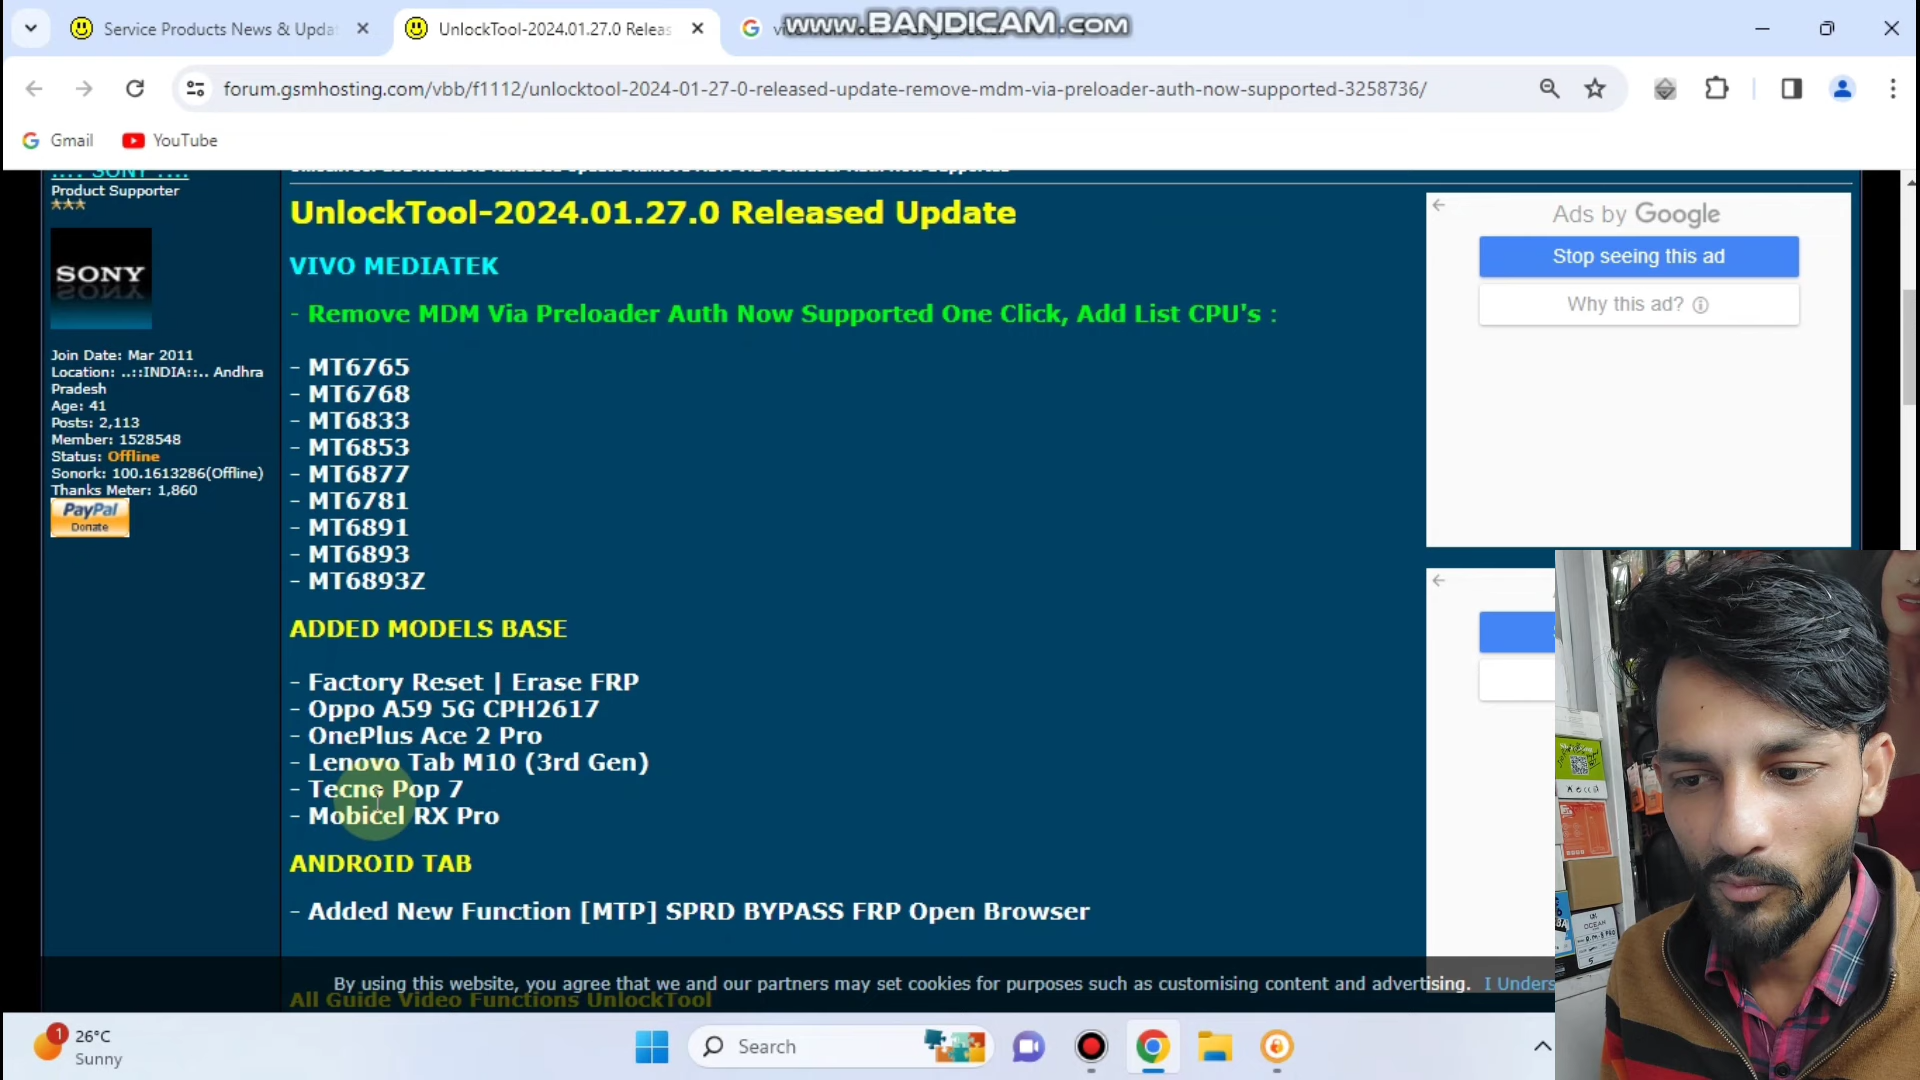 Service Products News & Upda
UnlockTool-2024.01.27.0 Releas
www.BANDICAM.com
forum.gsmhosting.com/vbb/f1112/unlocktool-2024-01-27-0-released-update-remove-mdm-via-preloader-auth-now-supported-3258736/
Gmail
YouTube
.... SONY ....
Product Supporter
SONY
Join Date: Mar 2011
Location: ..::INDIA::.. Andhra
Pradesh
Age: 41
Posts: 2,113
Member: 1528548
Status: Offline
Sonork: 100.1613286(Offline)
Thanks Meter: 1,860
PayPal
Donate
UnlockTool-2024.01.27.0 Released Update
VIVO MEDIATEK
- Remove MDM Via Preloader Auth Now Supported One Click, Add List CPU's :
- MT6765
- MT6768
- MT6833
- MT6853
- MT6877
- MT6781
- MT6891
- MT6893
- MT6893Z
ADDED MODELS BASE
- Factory Reset | Erase FRP
- Oppo A59 5G CPH2617
- OnePlus Ace 2 Pro
- Lenovo Tab M10 (3rd Gen)
- Tecno Pop 7
- Mobicel RX Pro
ANDROID TAB
- Added New Function [MTP] SPRD BYPASS FRP Open Browser
All Guide Video Functions UnlockTool
Ads by Google
Stop seeing this ad
Why this ad?
By using this website, you agree that we and our partners may set cookies for purposes such as customising content and advertising. I Unders
1
26°C
Sunny
Search